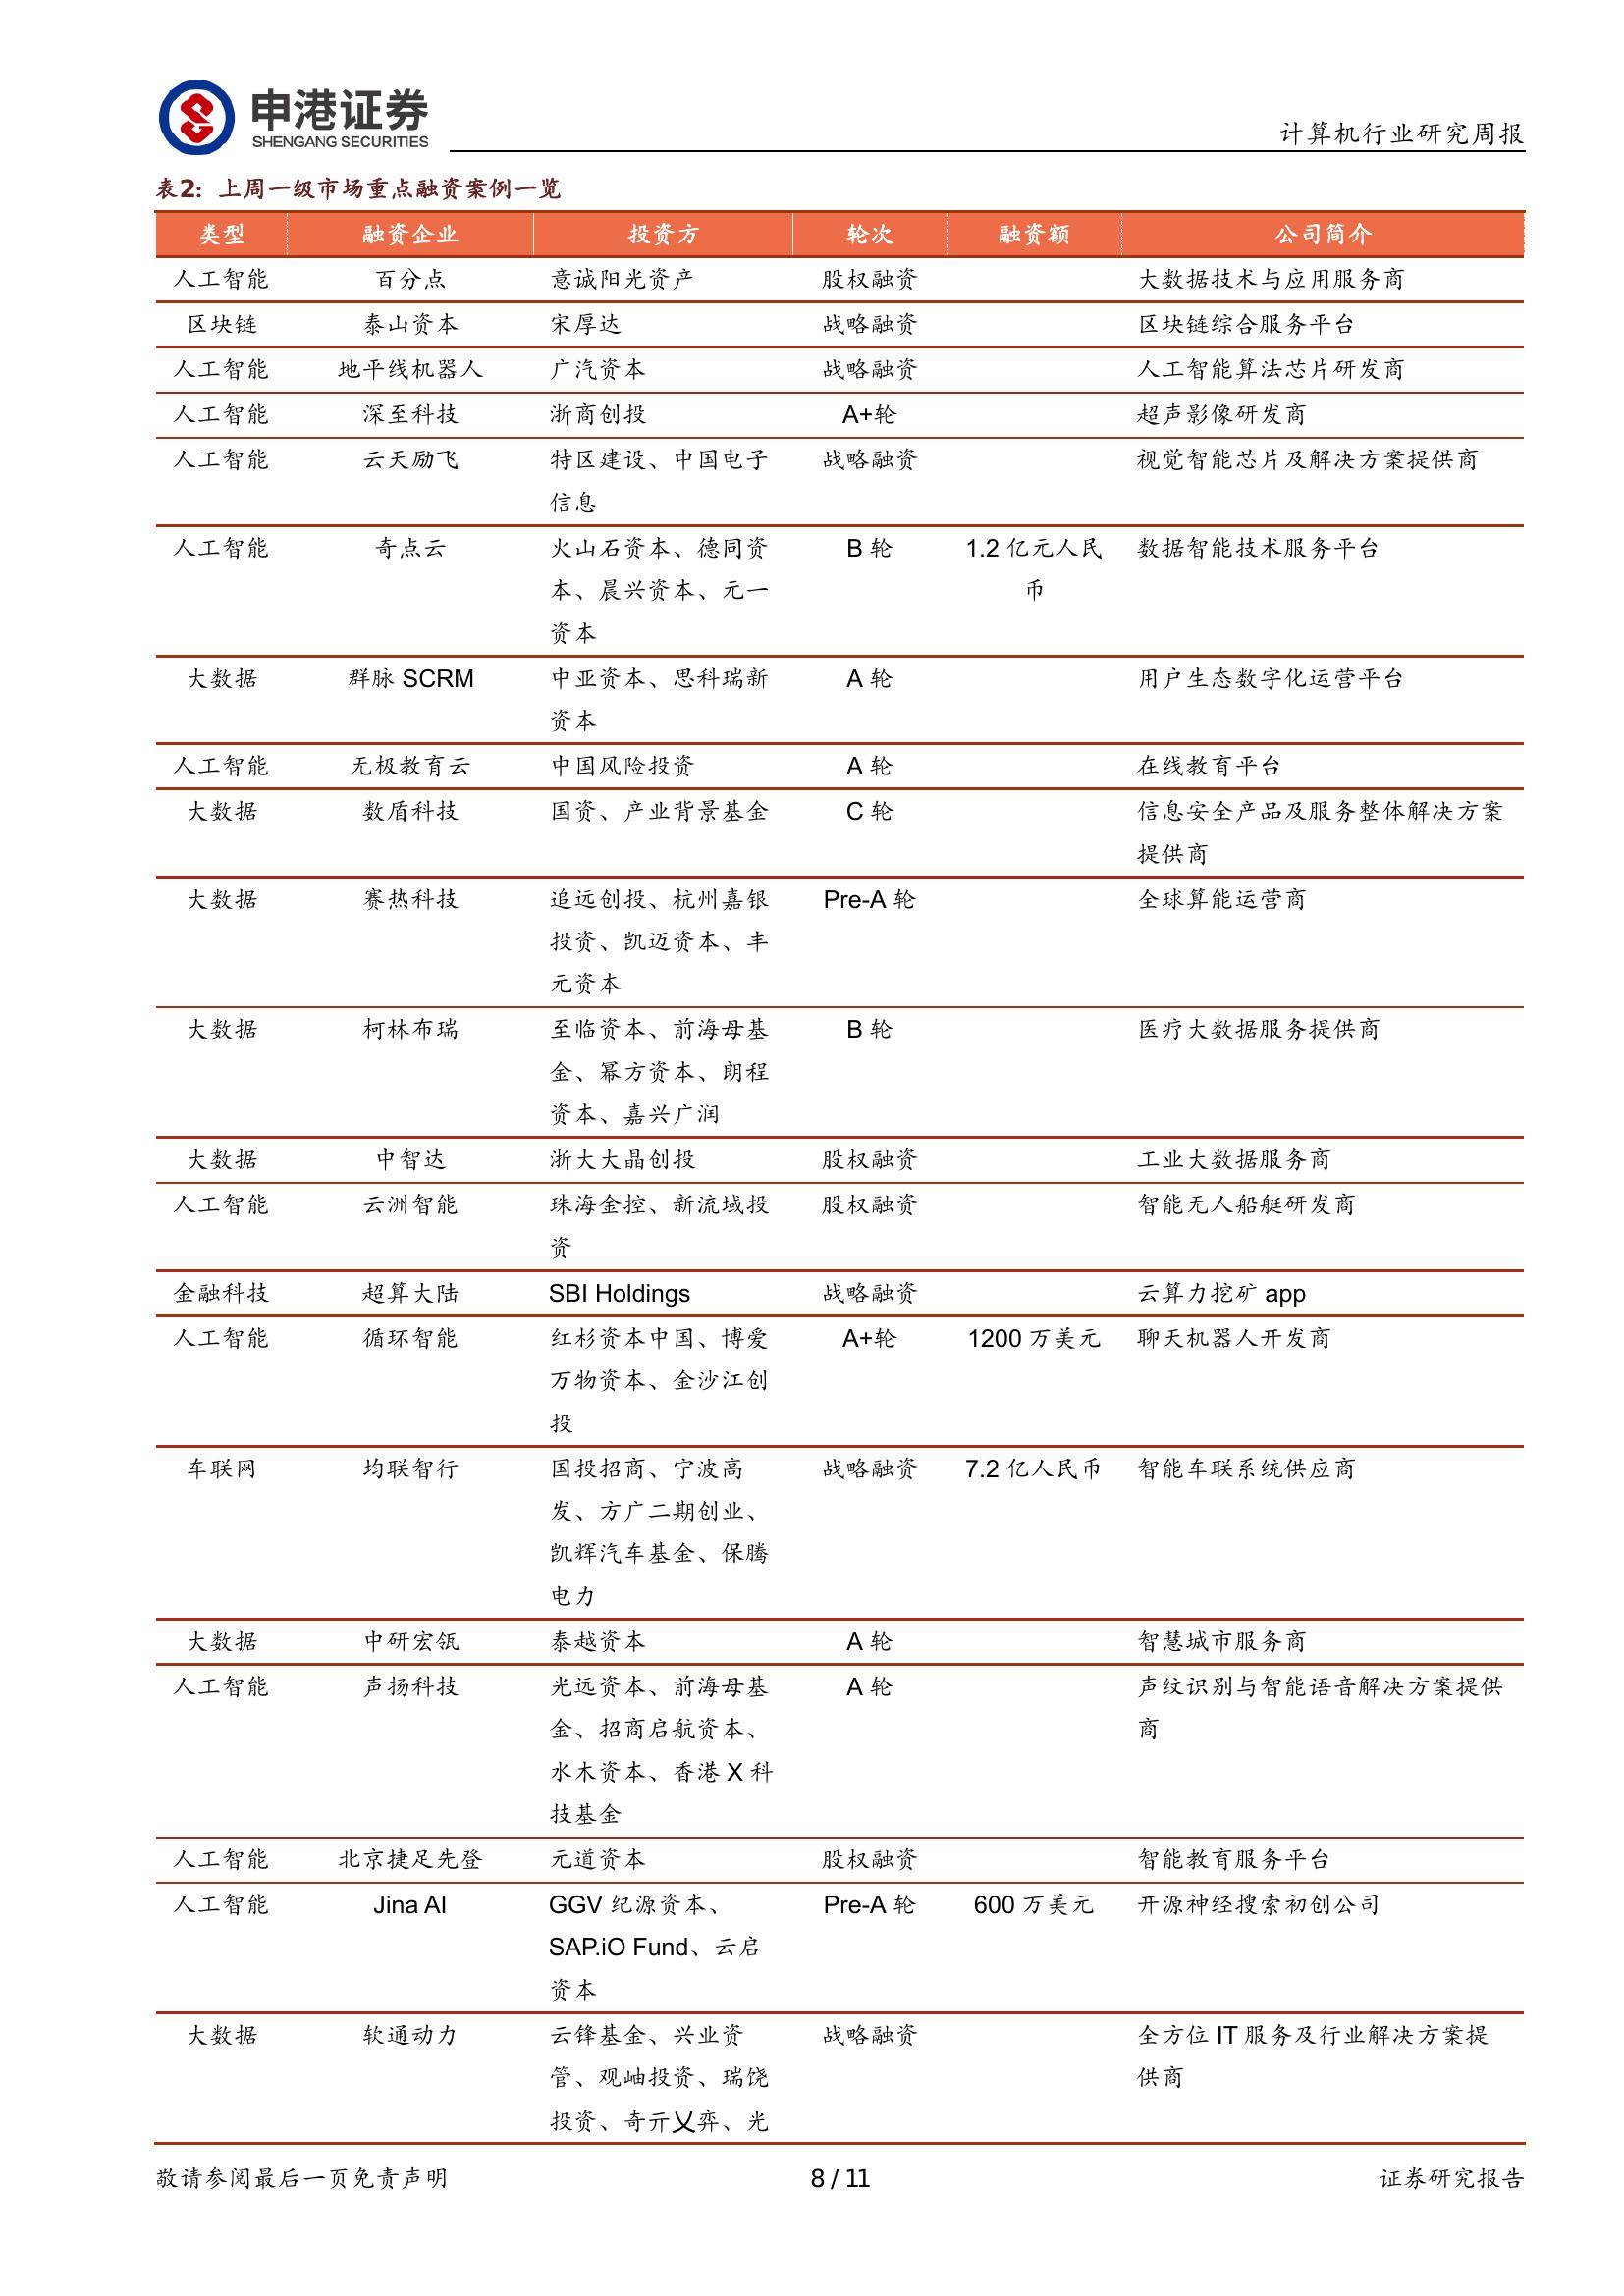 申港证券
SHENGANG SECURITIES
计算机行业研究周报
表2：上周一级市场重点融资案例一览
类型 融资企业 投资方 轮次 融资额 公司简介
人工智能 百分点 意诚阳光资产 股权融资 大数据技术与应用服务商
区块链 泰山资本 宋厚达 战略融资 区块链综合服务平台
人工智能 地平线机器人 广汽资本 战略融资 人工智能算法芯片研发商
人工智能 深至科技 浙商创投 A+轮 超声影像研发商
人工智能 云天励飞 特区建设、中国电子 战略融资 视觉智能芯片及解决方案提供商
信息
人工智能 奇点云 火山石资本、德同资 B 轮 1.2 亿元人民 数据智能技术服务平台
本、晨兴资本、元一 币
资本
大数据 群脉 SCRM 中亚资本、思科瑞新 A 轮 用户生态数字化运营平台
资本
人工智能 无极教育云 中国风险投资 A 轮 在线教育平台
大数据 数盾科技 国资、产业背景基金 C 轮 信息安全产品及服务整体解决方案
提供商
大数据 赛热科技 追远创投、杭州嘉银 Pre-A 轮 全球算能运营商
投资、凯迈资本、丰
元资本
大数据 柯林布瑞 至临资本、前海母基 B 轮 医疗大数据服务提供商
金、幂方资本、朗程
资本、嘉兴广润
大数据 中智达 浙大大晶创投 股权融资 工业大数据服务商
人工智能 云洲智能 珠海金控、新流域投 股权融资 智能无人船艇研发商
资
金融科技 超算大陆 SBI Holdings 战略融资 云算力挖矿 app
人工智能 循环智能 红杉资本中国、博爱 A+轮 1200 万美元 聊天机器人开发商
万物资本、金沙江创
投
车联网 均联智行 国投招商、宁波高 战略融资 7.2 亿人民币 智能车联系统供应商
发、方广二期创业、
凯辉汽车基金、保腾
电力
大数据 中研宏瓴 泰越资本 A 轮 智慧城市服务商
人工智能 声扬科技 光远资本、前海母基 A 轮 声纹识别与智能语音解决方案提供
金、招商启航资本、 商
水木资本、香港 X 科
技基金
人工智能 北京捷足先登 元道资本 股权融资 智能教育服务平台
人工智能 Jina AI GGV 纪源资本、 Pre-A 轮 600 万美元 开源神经搜索初创公司
SAP.iO Fund、云启
资本
大数据 软通动力 云锋基金、兴业资 战略融资 全方位 IT 服务及行业解决方案提
管、观岫投资、瑞饶 供商
投资、奇亓乂弈、光
敬请参阅最后一页免责声明 8 / 11 证券研究报告